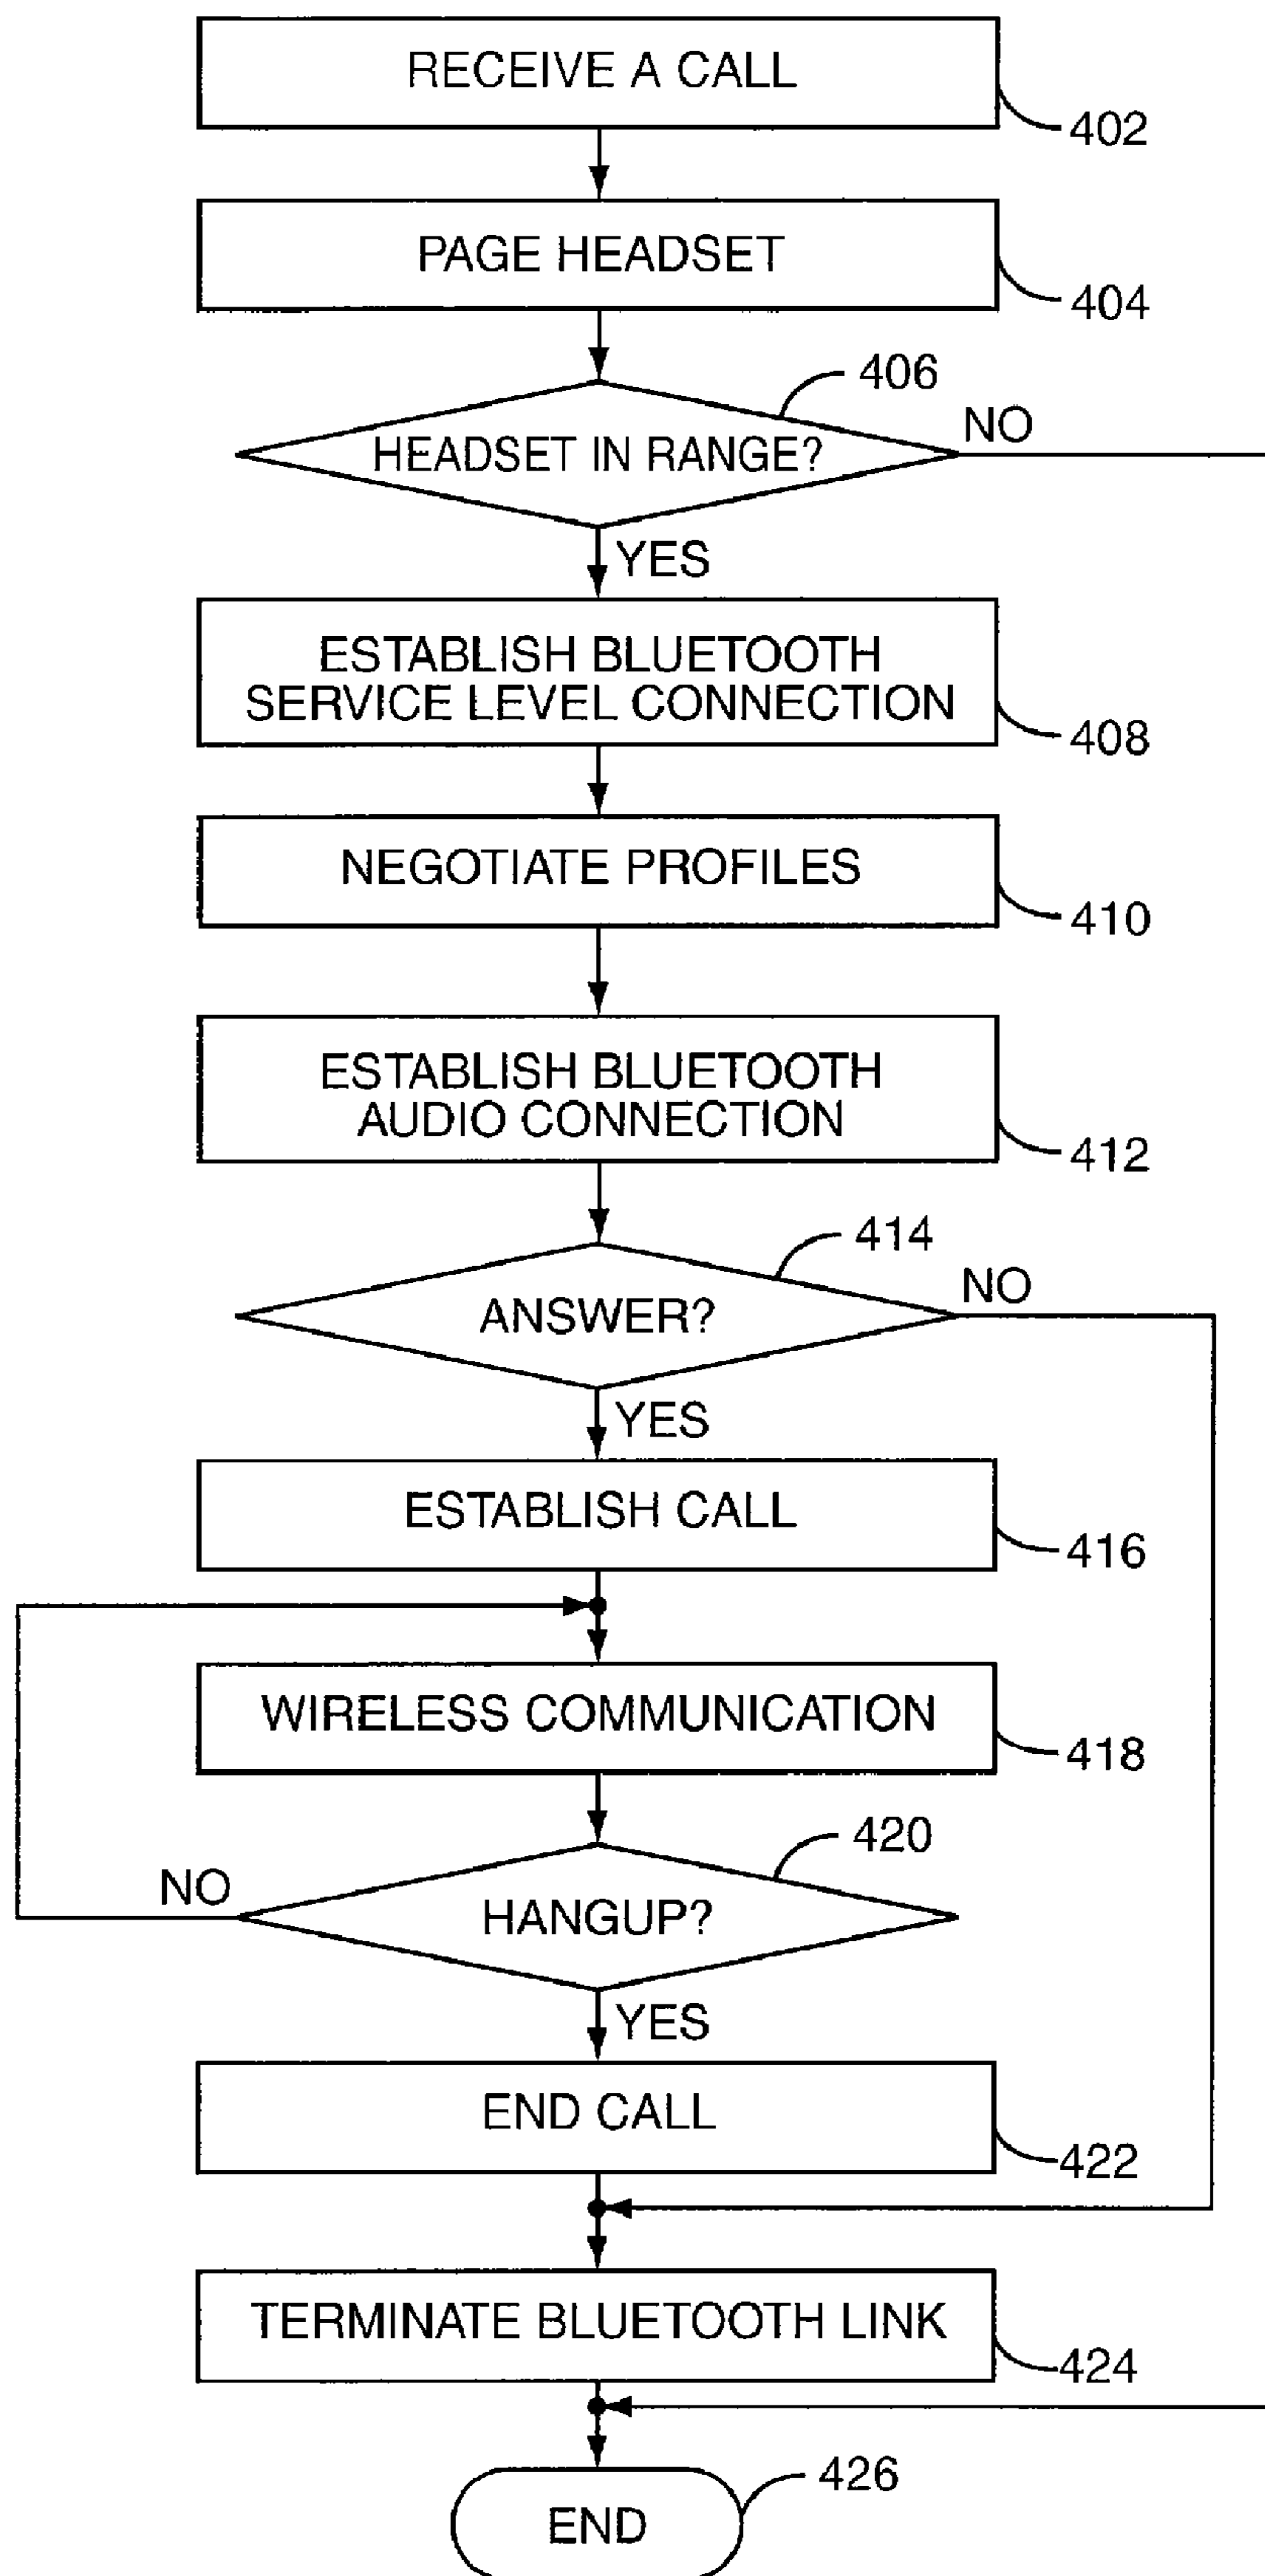 RECEIVE A CALL
402
PAGE HEADSET
404
406
HEADSET IN RANGE?
NO
YES
ESTABLISH BLUETOOTH
SERVICE LEVEL CONNECTION
408
NEGOTIATE PROFILES
410
ESTABLISH BLUETOOTH
AUDIO CONNECTION
412
414
ANSWER?
NO
YES
ESTABLISH CALL
416
WIRELESS COMMUNICATION
418
420
NO
HANGUP?
YES
END CALL
422
TERMINATE BLUETOOTH LINK
424
426
END